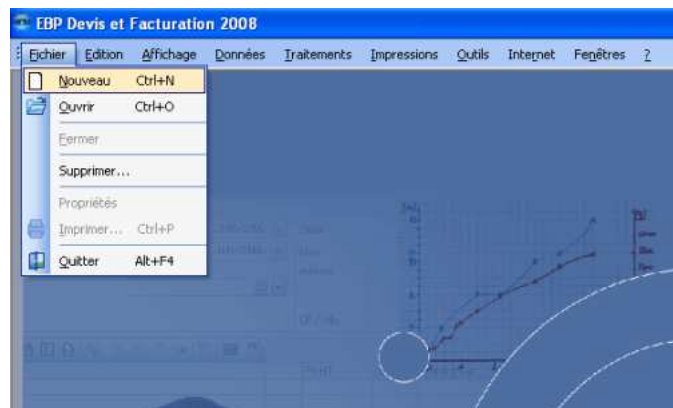 EBP Devis et Facturation 2008
Fichier Edition Affichage Données Traitements Impressions Outils Internet Fenêtres ?
Nouveau Ctrl+N
Ouvrir Ctrl+O
Fermer
Supprimer...
Propriétés
Imprimer... Ctrl+P
Quitter Alt+F4